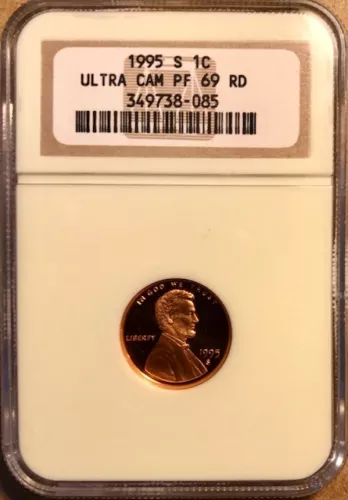 1995 S 1C
ULTRA CAM PF 69 RD
349738-085
IN GOD WE TRUST
LIBERTY
1995
S